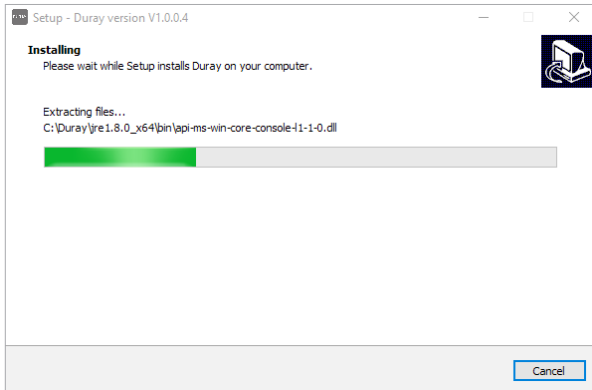 Setup - Duray version V1.0.0.4
Installing
Please wait while Setup installs Duray on your computer.
Extracting files...
C:\Duray\jre1.8.0_x64\bin\api-ms-win-core-console-l1-1-0.dll
Cancel